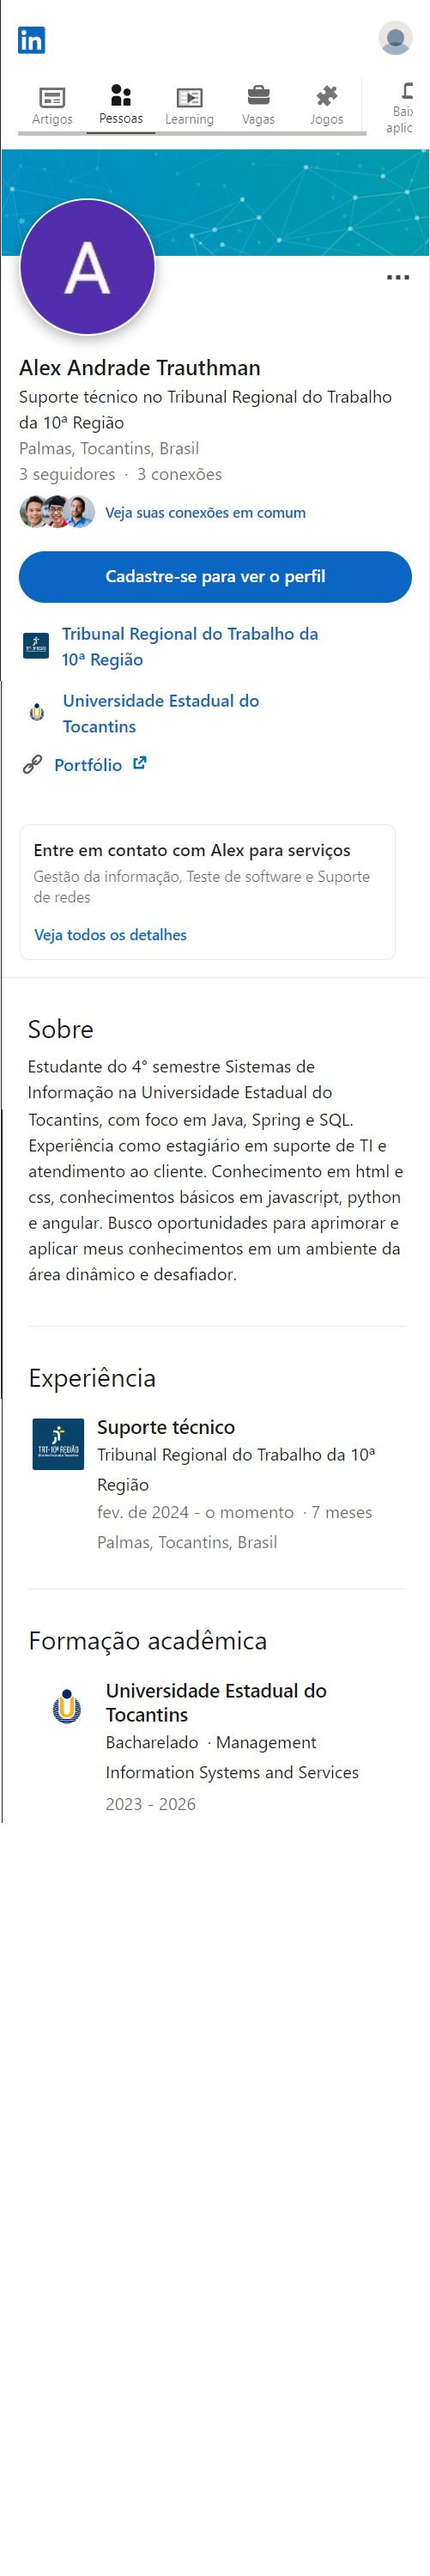 in
Artigos
Pessoas
Learning
Vagas
Jogos
A
Alex Andrade Trauthman
Suporte técnico no Tribunal Regional do Trabalho
da 10ª Região
Palmas, Tocantins, Brasil
3 seguidores · 3 conexões
Veja suas conexões em comum
Cadastre-se para ver o perfil
Tribunal Regional do Trabalho da
10ª Região
Universidade Estadual do
Tocantins
Portfólio
Entre em contato com Alex para serviços
Gestão da informação, Teste de software e Suporte
de redes
Veja todos os detalhes
Sobre
Estudante do 4° semestre Sistemas de
Informação na Universidade Estadual do
Tocantins, com foco em Java, Spring e SQL.
Experiência como estagiário em suporte de TI e
atendimento ao cliente. Conhecimento em html e
css, conhecimentos básicos em javascript, python
e angular. Busco oportunidades para aprimorar e
aplicar meus conhecimentos em um ambiente da
área dinâmico e desafiador.
Experiência
TRT-10ª REGIÃO
Suporte técnico
Tribunal Regional do Trabalho da 10ª
Região
fev. de 2024 - o momento · 7 meses
Palmas, Tocantins, Brasil
Formação acadêmica
Universidade Estadual do
Tocantins
Bacharelado · Management
Information Systems and Services
2023 - 2026